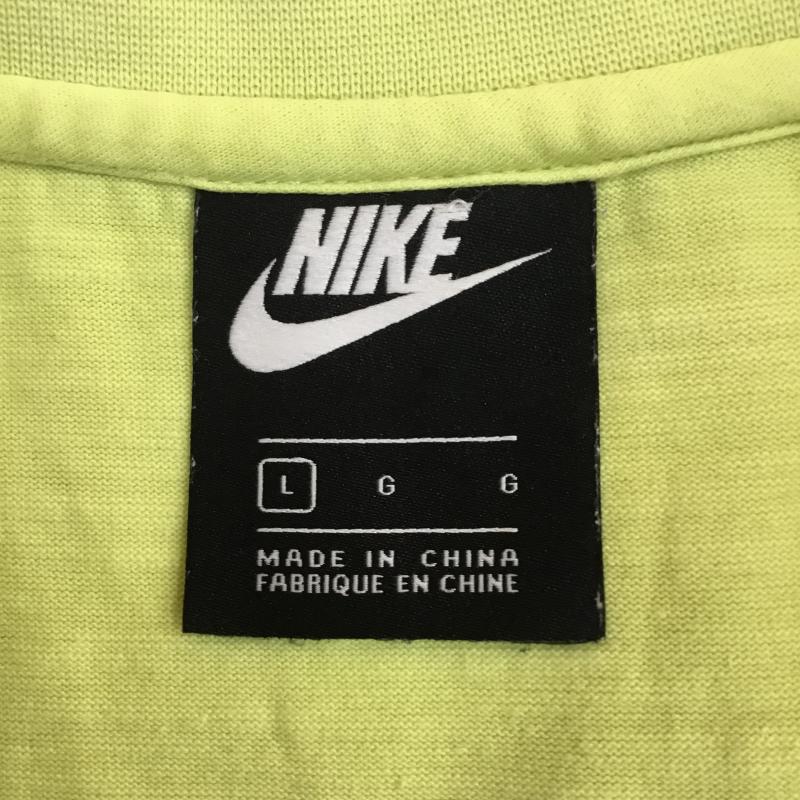 NIKE
L G G
MADE IN CHINA
FABRIQUE EN CHINE